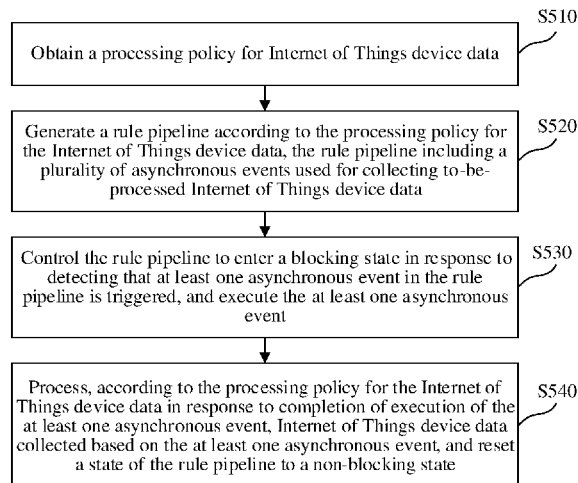 S510
Obtain a processing policy for Internet of Things device data
S520
Generate a rule pipeline according to the processing policy for
the Internet of Things device data, the rule pipeline including a
plurality of asynchronous events used for collecting to-be-
processed Internet of Things device data
S530
Control the rule pipeline to enter a blocking state in response to
detecting that at least one asynchronous event in the rule
pipeline is triggered, and execute the at least one asynchronous
event
S540
Process, according to the processing policy for the Internet of
Things device data in response to completion of execution of the
at least one asynchronous event, Internet of Things device data
collected based on the at least one asynchronous event, and reset
a state of the rule pipeline to a non-blocking state